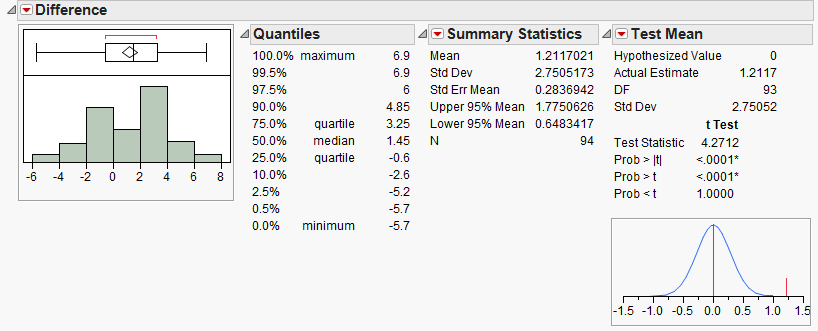 Difference
-6 -4 -2 0 2 4 6 8
Quantiles
100.0% maximum 6.9
99.5% 6.9
97.5% 6
90.0% 4.85
75.0% quartile 3.25
50.0% median 1.45
25.0% quartile -0.6
10.0% -2.6
2.5% -5.2
0.5% -5.7
0.0% minimum -5.7
Summary Statistics
Mean 1.2117021
Std Dev 2.7505173
Std Err Mean 0.2836942
Upper 95% Mean 1.7750626
Lower 95% Mean 0.6483417
N 94
Test Mean
Hypothesized Value 0
Actual Estimate 1.2117
DF 93
Std Dev 2.75052
t Test
Test Statistic 4.2712
Prob > |t| <.0001*
Prob > t <.0001*
Prob < t 1.0000
-1.5 -1.0 -0.5 0.0 0.5 1.0 1.5